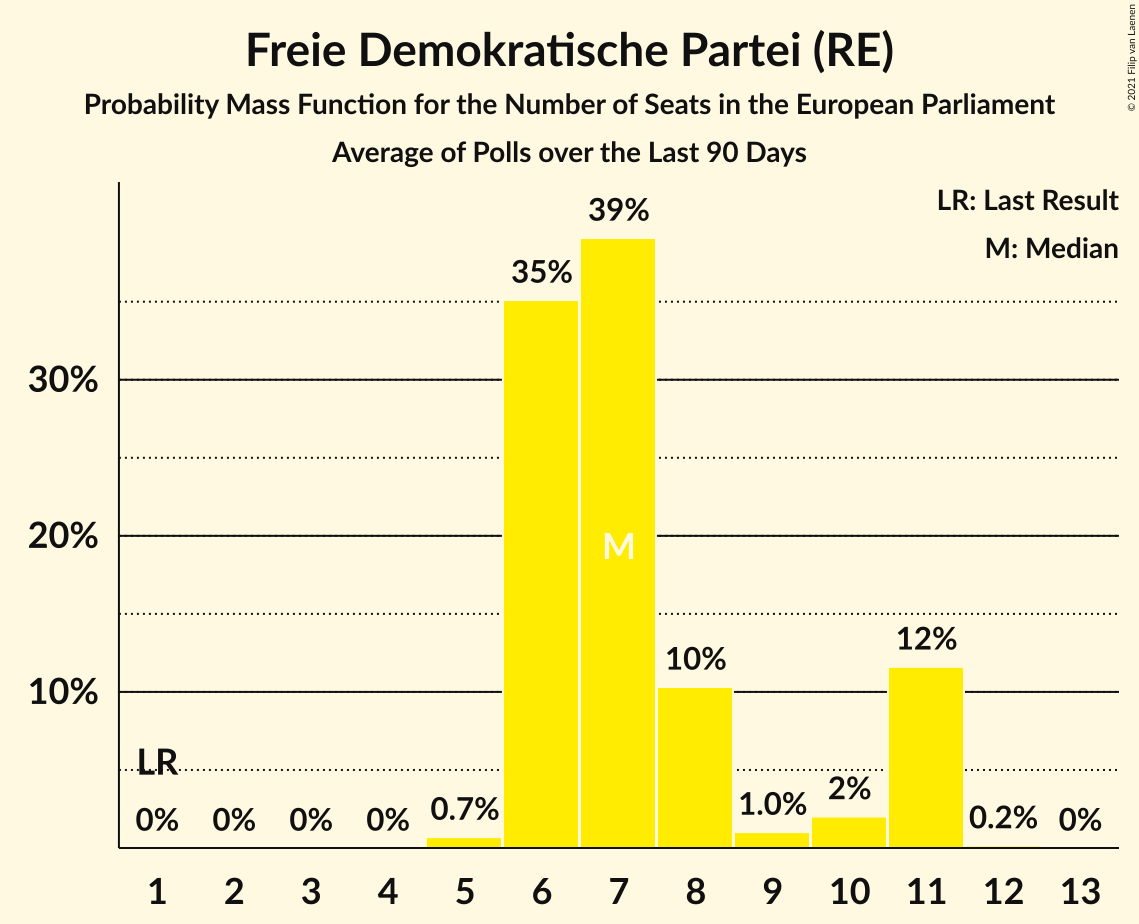 Freie Demokratische Partei (RE)
Probability Mass Function for the Number of Seats in the European Parliament
Average of Polls over the Last 90 Days
© 2021 Filip van Laenen
LR: Last Result
M: Median
39%
35%
30%
M
20%
12%
10%
10%
LR
0%
0%
0%
0%
0.7%
1.0%
2%
0.2%
0%
1 2 3 4 5 6 7 8 9 10 11 12 13